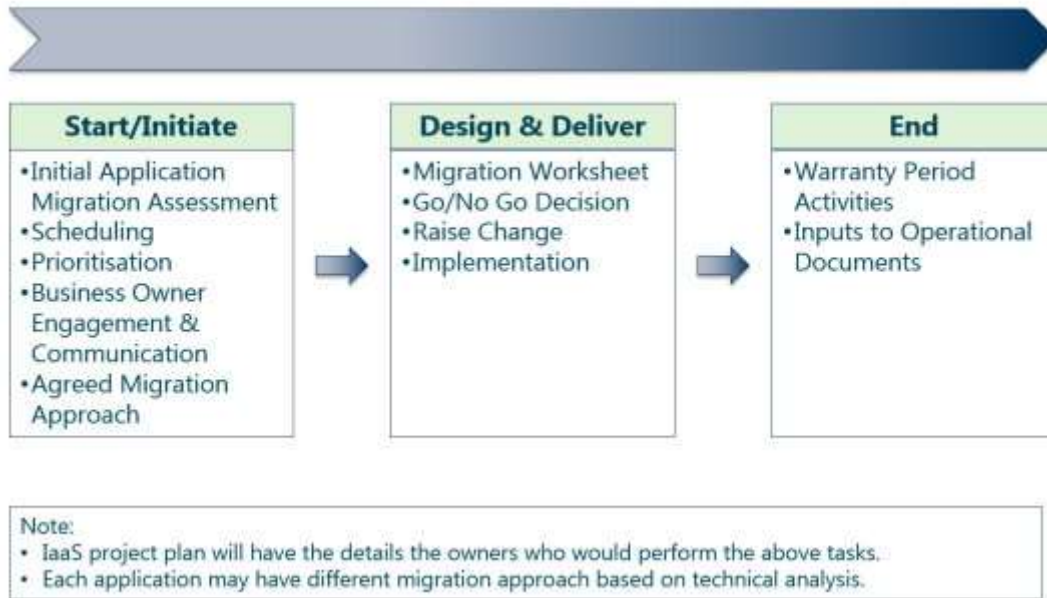 Start/Initiate
•Initial Application
Migration Assessment
•Scheduling
•Prioritisation
•Business Owner
Engagement &
Communication
•Agreed Migration
Approach
Design & Deliver
•Migration Worksheet
•Go/No Go Decision
•Raise Change
•Implementation
End
•Warranty Period
Activities
•Inputs to Operational
Documents
Note:
• IaaS project plan will have the details the owners who would perform the above tasks.
• Each application may have different migration approach based on technical analysis.